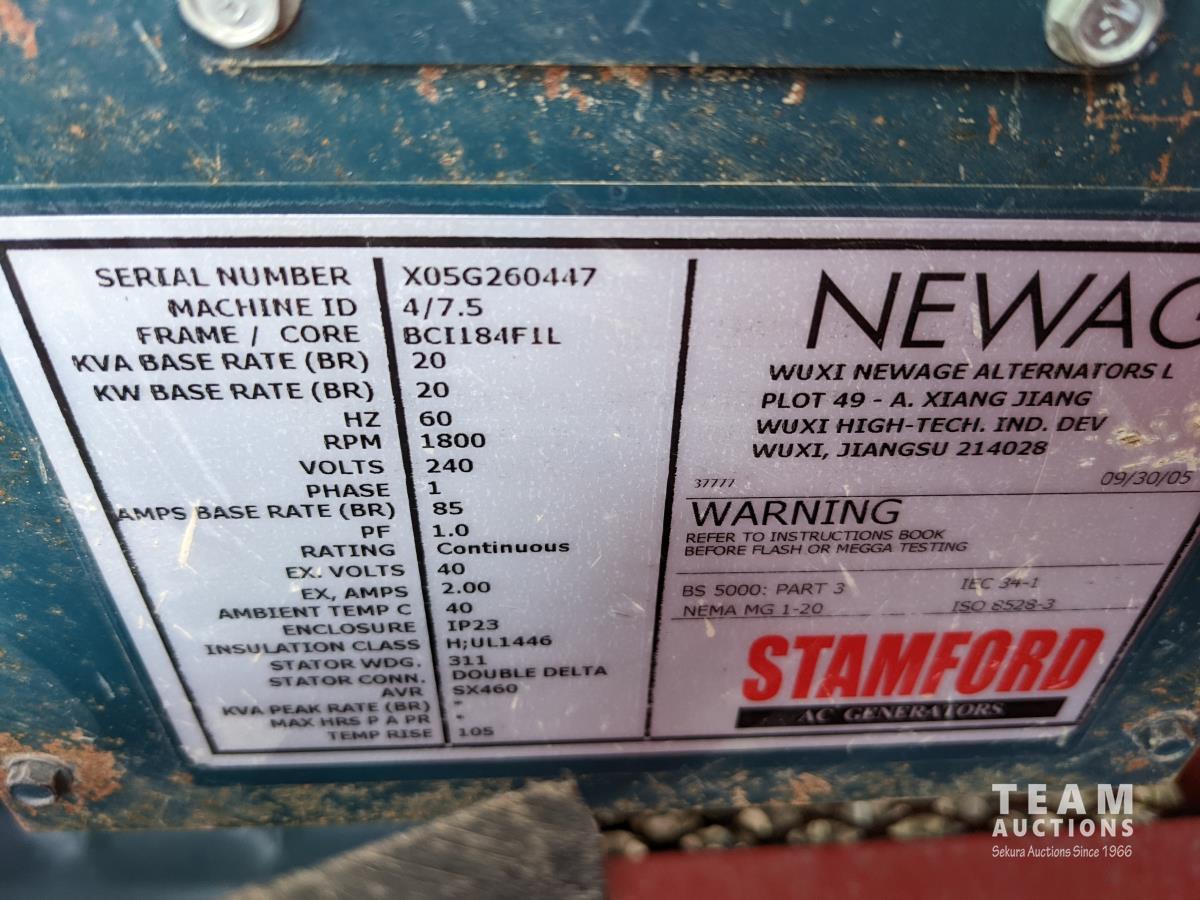 SERIAL NUMBER X05G260447
MACHINE ID 4/7.5
FRAME / CORE BCI184F1L
KVA BASE RATE (BR) 20
KW BASE RATE (BR) 20
HZ 60
RPM 1800
VOLTS 240
PHASE 1
AMPS BASE RATE (BR) 85
PF 1.0
RATING Continuous
EX. VOLTS 40
EX, AMPS 2.00
AMBIENT TEMP C 40
ENCLOSURE IP23
INSULATION CLASS H;UL1446
STATOR WDG. 311
STATOR CONN. DOUBLE DELTA
AVR SX460
KVA PEAK RATE (BR) *
MAX HRS P A PR *
TEMP RISE 105
NEWAG
WUXI NEWAGE ALTERNATORS L
PLOT 49 - A. XIANG JIANG
WUXI HIGH-TECH. IND. DEV
WUXI, JIANGSU 214028
37777 09/30/05
WARNING
REFER TO INSTRUCTIONS BOOK
BEFORE FLASH OR MEGGA TESTING
BS 5000: PART 3 IEC 34-1
NEMA MG 1-20 ISO 8528-3
STAMFORD
AC GENERATORS
TEAM
AUCTIONS
Sekura Auctions Since 1966